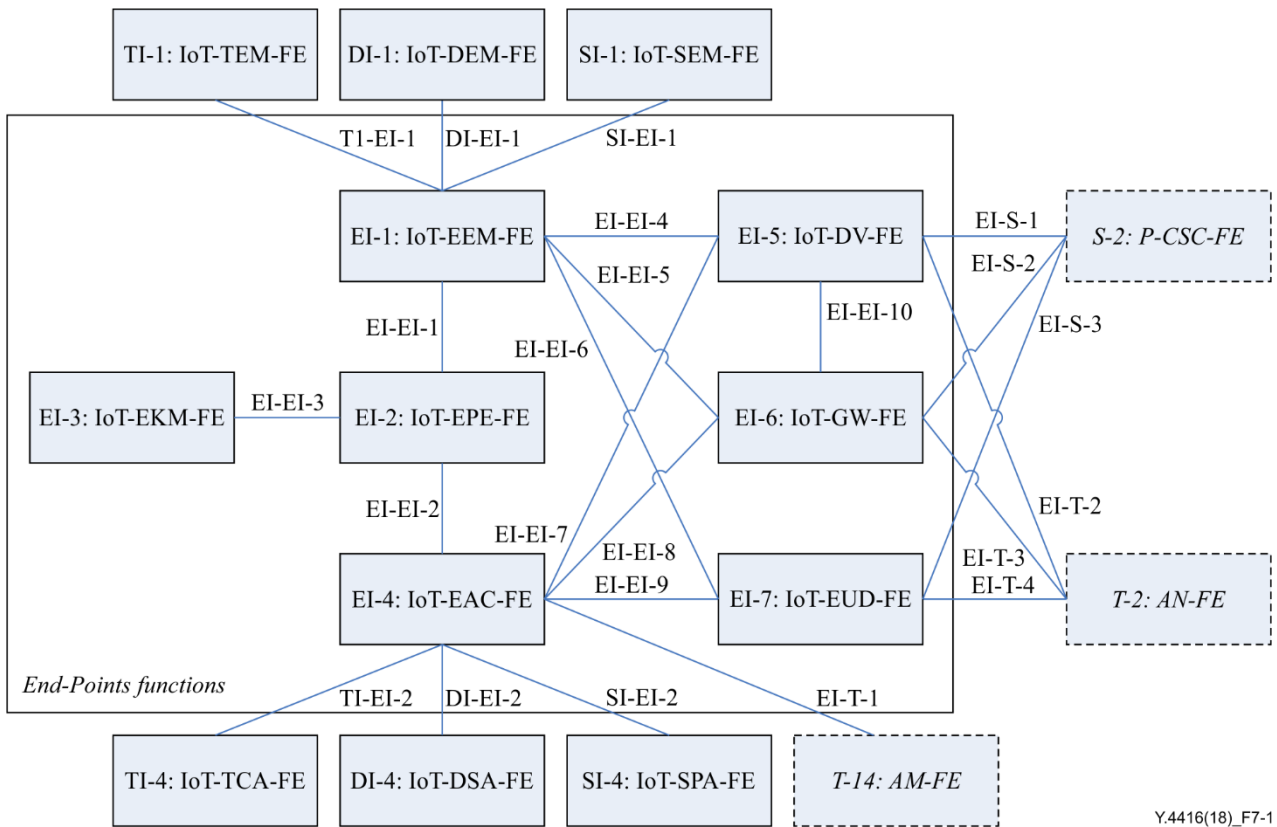 TI-1: IoT-TEM-FE
DI-1: IoT-DEM-FE
SI-1: IoT-SEM-FE
T1-EI-1
DI-EI-1
SI-EI-1
EI-1: IoT-EEM-FE
EI-EI-4
EI-5: IoT-DV-FE
EI-S-1
S-2: P-CSC-FE
EI-EI-5
EI-S-2
EI-EI-1
EI-EI-10
EI-S-3
EI-EI-6
EI-3: IoT-EKM-FE
EI-EI-3
EI-2: IoT-EPE-FE
EI-6: IoT-GW-FE
EI-EI-2
EI-T-2
EI-EI-7
EI-EI-8
EI-T-3
EI-4: IoT-EAC-FE
EI-EI-9
EI-7: IoT-EUD-FE
EI-T-4
T-2: AN-FE
End-Points functions
TI-EI-2
DI-EI-2
SI-EI-2
EI-T-1
TI-4: IoT-TCA-FE
DI-4: IoT-DSA-FE
SI-4: IoT-SPA-FE
T-14: AM-FE
Y.4416(18)_F7-1